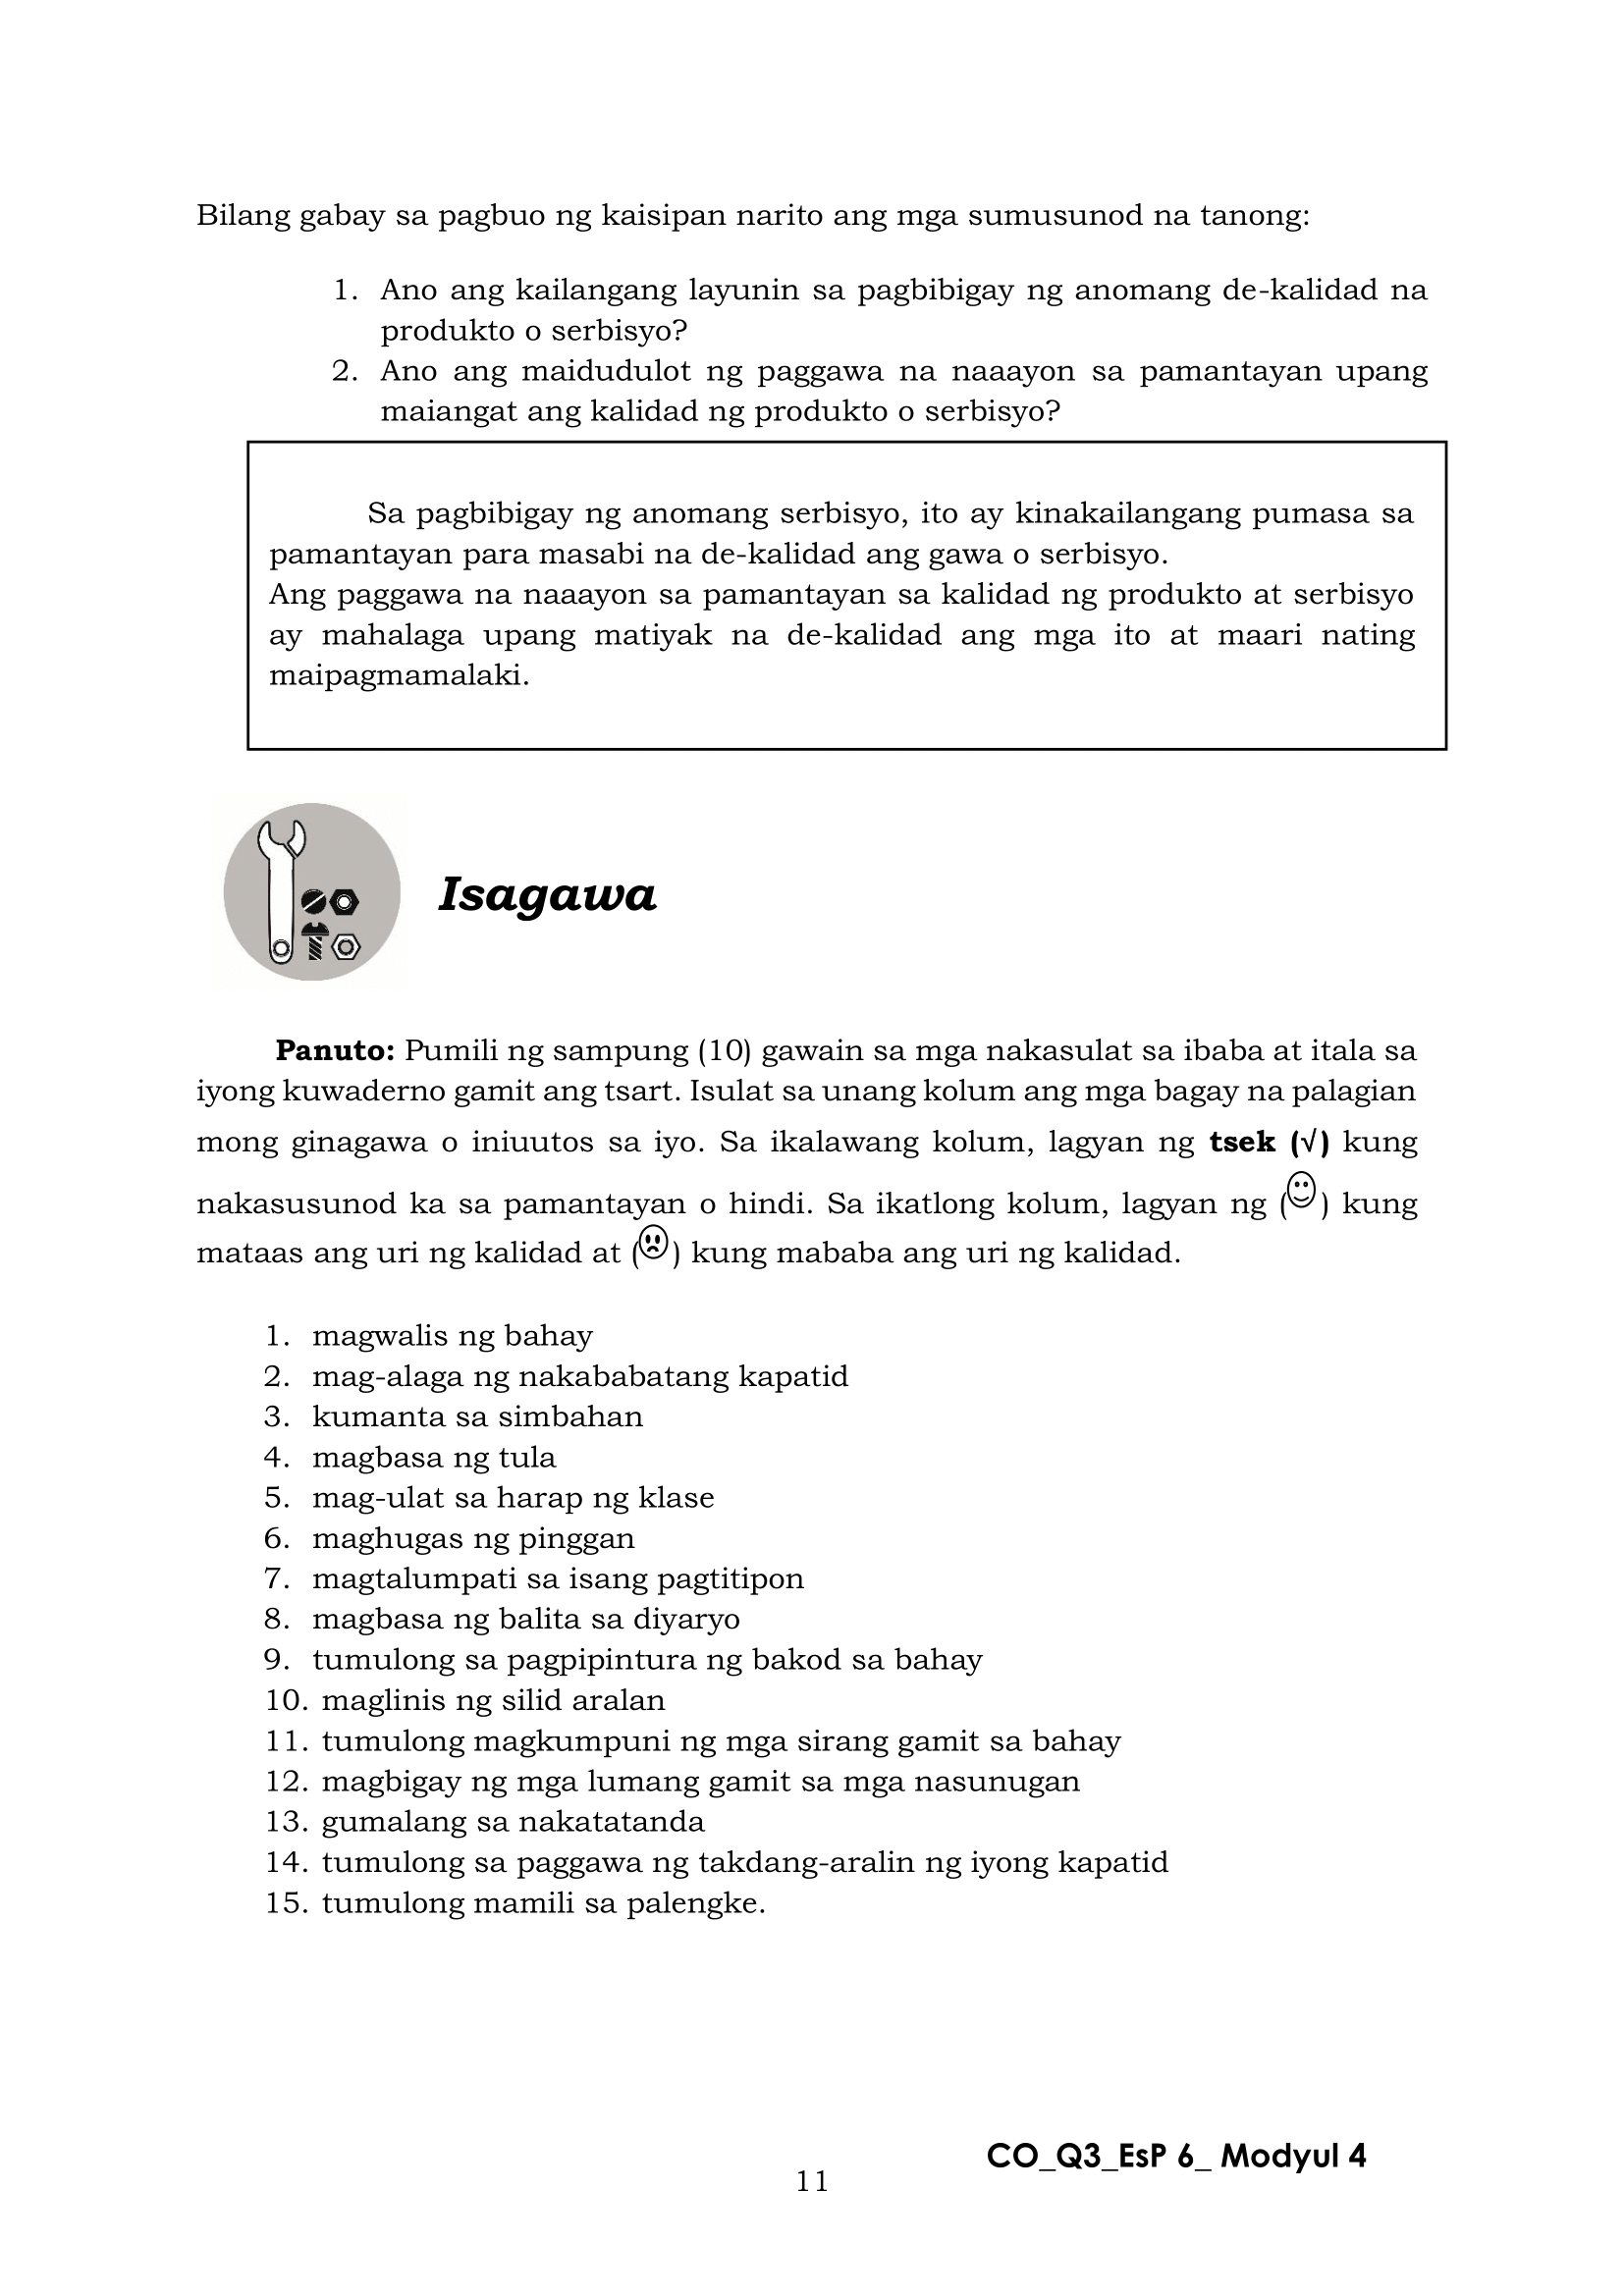 Bilang gabay sa pagbuo ng kaisipan narito ang mga sumusunod na tanong:
1. Ano ang kailangang layunin sa pagbibigay ng anomang de-kalidad na
produkto o serbisyo?
2. Ano ang maidudulot ng paggawa na naaayon sa pamantayan upang
maiangat ang kalidad ng produkto o serbisyo?
Sa pagbibigay ng anomang serbisyo, ito ay kinakailangang pumasa sa
pamantayan para masabi na de-kalidad ang gawa o serbisyo.
Ang paggawa na naaayon sa pamantayan sa kalidad ng produkto at serbisyo
ay mahalaga upang matiyak na de-kalidad ang mga ito at maari nating
maipagmamalaki.
Isagawa
Panuto: Pumili ng sampung (10) gawain sa mga nakasulat sa ibaba at itala sa
iyong kuwaderno gamit ang tsart. Isulat sa unang kolum ang mga bagay na palagian
mong ginagawa o iniuutos sa iyo. Sa ikalawang kolum, lagyan ng tsek (√) kung
nakasusunod ka sa pamantayan o hindi. Sa ikatlong kolum, lagyan ng (☺) kung
mataas ang uri ng kalidad at (☹) kung mababa ang uri ng kalidad.
1. magwalis ng bahay
2. mag-alaga ng nakababatang kapatid
3. kumanta sa simbahan
4. magbasa ng tula
5. mag-ulat sa harap ng klase
6. maghugas ng pinggan
7. magtalumpati sa isang pagtitipon
8. magbasa ng balita sa diyaryo
9. tumulong sa pagpipintura ng bakod sa bahay
10. maglinis ng silid aralan
11. tumulong magkumpuni ng mga sirang gamit sa bahay
12. magbigay ng mga lumang gamit sa mga nasunugan
13. gumalang sa nakatatanda
14. tumulong sa paggawa ng takdang-aralin ng iyong kapatid
15. tumulong mamili sa palengke.
CO_Q3_EsP 6_ Modyul 4
11